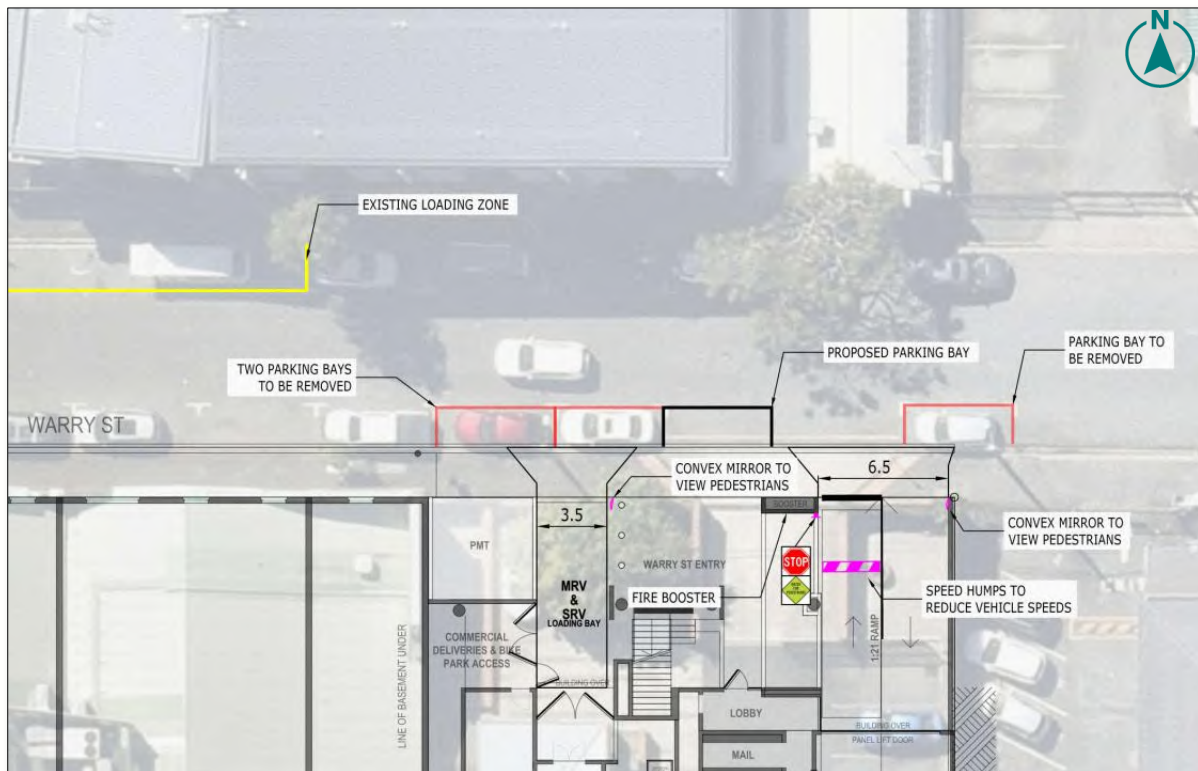 N
EXISTING LOADING ZONE
TWO PARKING BAYS
TO BE REMOVED
PROPOSED PARKING BAY
PARKING BAY TO
BE REMOVED
WARRY ST
CONVEX MIRROR TO
VIEW PEDESTRIANS
6.5
3.5
BOOSTER
CONVEX MIRROR TO
VIEW PEDESTRIANS
PMT
WARRY ST ENTRY
STOP
MRV
&
SRV
LOADING BAY
FIRE BOOSTER
SPEED HUMPS TO
REDUCE VEHICLE SPEEDS
COMMERCIAL
DELIVERIES & BIKE
PARK ACCESS
1:21 RAMP
LINE OF BASEMENT UNDER
BUILDING OVER
LOBBY
BUILDING OVER
PANEL LIFT DOOR
MAIL